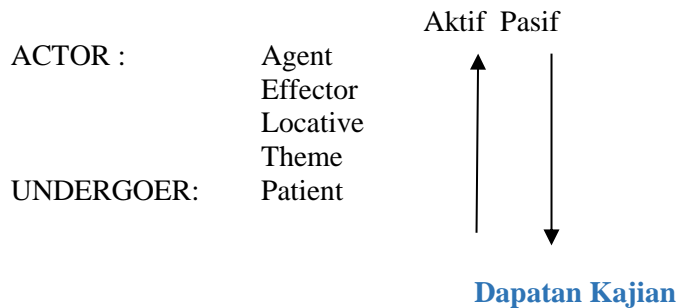 Aktif Pasif
ACTOR : Agent
Effector
Locative
Theme
UNDERGOER: Patient
Dapatan Kajian